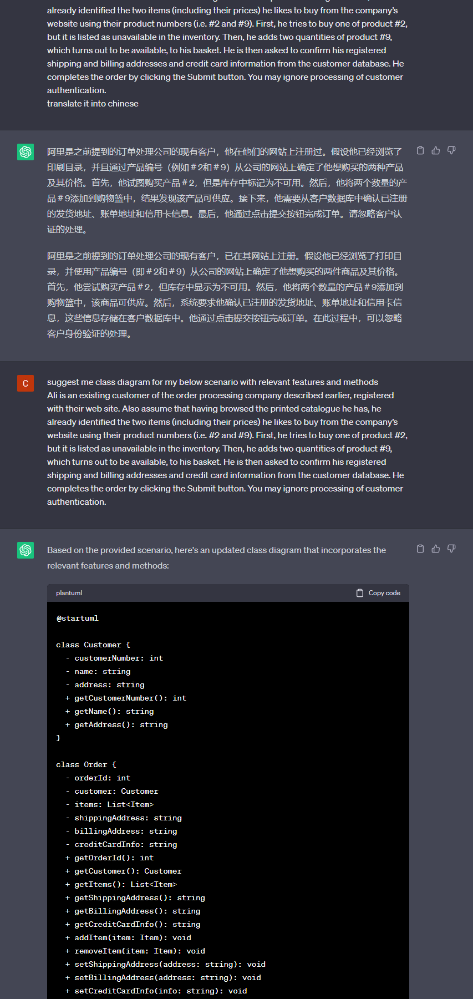 already identified the two items (including their prices) he likes to buy from the company's
website using their product numbers (i.e. #2 and #9). First, he tries to buy one of product #2,
but it is listed as unavailable in the inventory. Then, he adds two quantities of product #9,
which turns out to be available, to his basket. He is then asked to confirm his registered
shipping and billing addresses and credit card information from the customer database. He
completes the order by clicking the Submit button. You may ignore processing of customer
authentication.
translate it into chinese
阿里是之前提到的订单处理公司的现有客户，他在他们的网站上注册过。假设他已经浏览了
印刷目录，并且通过产品编号（例如＃2和＃9）从公司的网站上确定了他想购买的两种产品
及其价格。首先，他试图购买产品＃2，但是库存中标记为不可用。然后，他将两个数量的产
品＃9添加到购物篮中，结果发现该产品可供应。接下来，他需要从客户数据库中确认已注册
的发货地址、账单地址和信用卡信息。最后，他通过点击提交按钮完成订单。请忽略客户认
证的处理。
阿里是之前提到的订单处理公司的现有客户，已在其网站上注册。假设他已经浏览了打印目
录，并使用产品编号（即＃2和＃9）从公司的网站上确定了他想购买的两件商品及其价格。
首先，他尝试购买产品＃2，但库存中显示为不可用。然后，他将两个数量的产品＃9添加到
购物篮中，该商品可供应。然后，系统要求他确认已注册的发货地址、账单地址和信用卡信
息，这些信息存储在客户数据库中。他通过点击提交按钮完成订单。在此过程中，可以忽略
客户身份验证的处理。
C
suggest me class diagram for my below scenario with relevant features and methods
Ali is an existing customer of the order processing company described earlier, registered
with their web site. Also assume that having browsed the printed catalogue he has, he
already identified the two items (including their prices) he likes to buy from the company's
website using their product numbers (i.e. #2 and #9). First, he tries to buy one of product #2,
but it is listed as unavailable in the inventory. Then, he adds two quantities of product #9,
which turns out to be available, to his basket. He is then asked to confirm his registered
shipping and billing addresses and credit card information from the customer database. He
completes the order by clicking the Submit button. You may ignore processing of customer
authentication.
Based on the provided scenario, here's an updated class diagram that incorporates the
relevant features and methods:
plantuml
Copy code
@startuml
class Customer {
- customerNumber: int
- name: string
- address: string
+ getCustomerNumber(): int
+ getName(): string
+ getAddress(): string
}
class Order {
- orderId: int
- customer: Customer
- items: List<Item>
- shippingAddress: string
- billingAddress: string
- creditCardInfo: string
+ getOrderId(): int
+ getCustomer(): Customer
+ getItems(): List<Item>
+ getShippingAddress(): string
+ getBillingAddress(): string
+ getCreditCardInfo(): string
+ addItem(item: Item): void
+ removeItem(item: Item): void
+ setShippingAddress(address: string): void
+ setBillingAddress(address: string): void
+ setCreditCardInfo(info: string): void